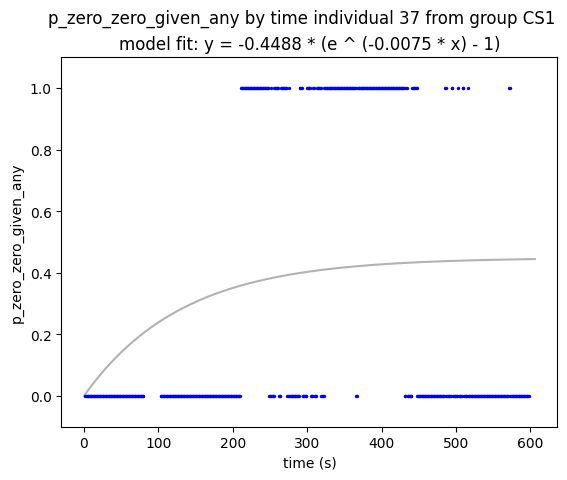 p_zero_zero_given_any by time individual 37 from group CS1
model fit: y = -0.4488 * (e ^ (-0.0075 * x) - 1)
1.0
0.8
0.6
0.4
0.2
0.0
p_zero_zero_given_any
0 100 200 300 400 500 600
time (s)